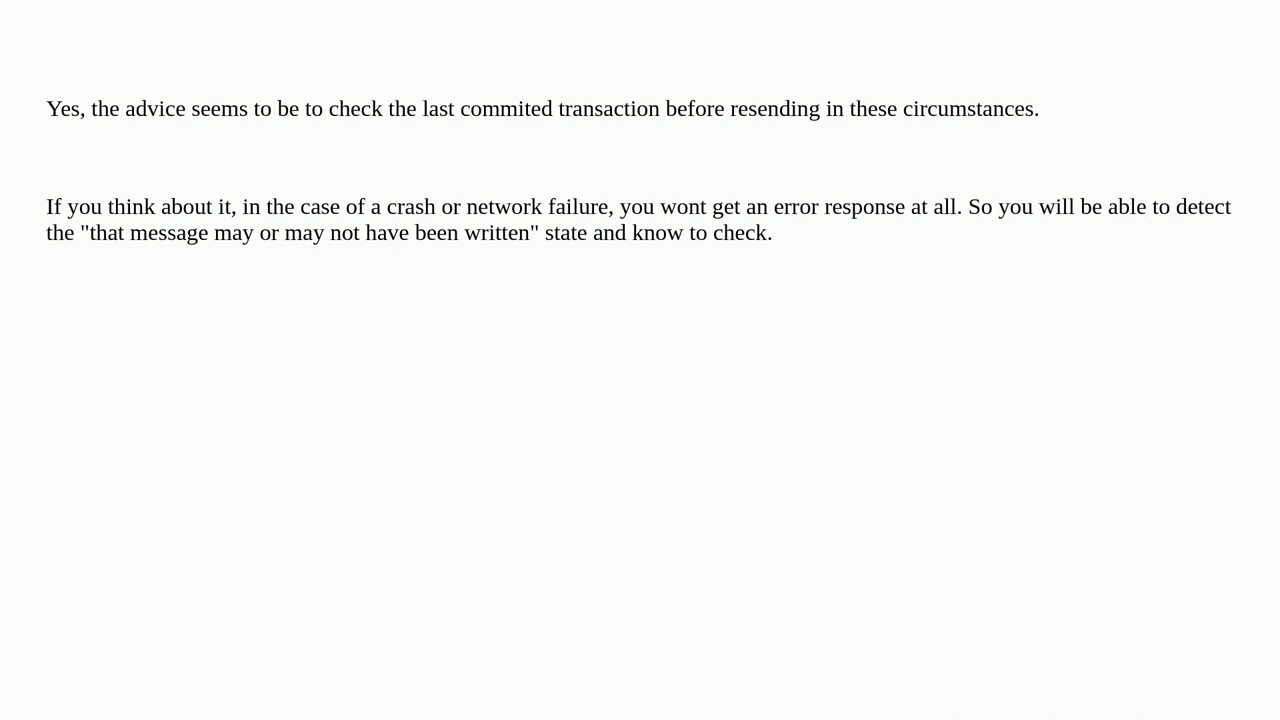 Yes, the advice seems to be to check the last commited transaction before resending in these circumstances.
If you think about it, in the case of a crash or network failure, you wont get an error response at all. So you will be able to detect
the "that message may or may not have been written" state and know to check.